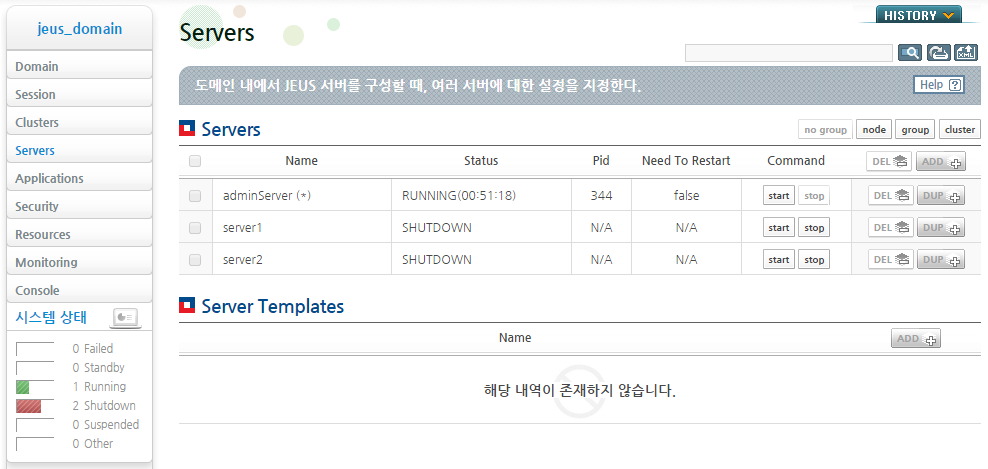 jeus_domain
Domain
Session
Clusters
Servers
Applications
Security
Resources
Monitoring
Console
시스템 상태
0 Failed
0 Standby
1 Running
2 Shutdown
0 Suspended
0 Other
Servers
HISTORY
XML
도메인 내에서 JEUS 서버를 구성할 때, 여러 서버에 대한 설정을 지정한다.
Help ?
Servers
no group node group cluster
Name Status Pid Need To Restart Command DEL ADD
adminServer (*) RUNNING(00:51:18) 344 false start stop DEL DUP
server1 SHUTDOWN N/A N/A start stop DEL DUP
server2 SHUTDOWN N/A N/A start stop DEL DUP
Server Templates
Name ADD
해당 내역이 존재하지 않습니다.